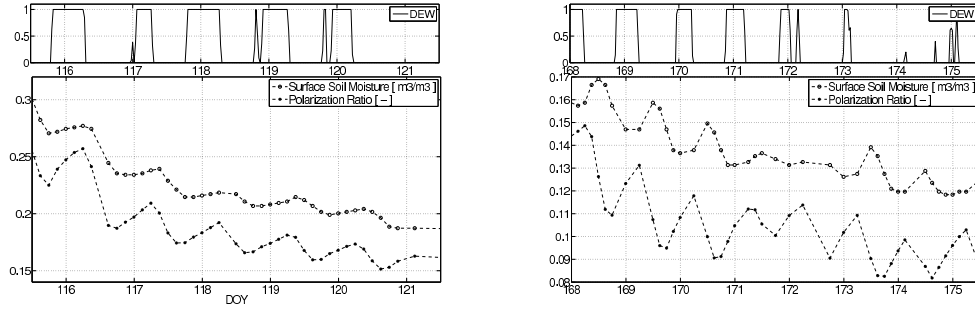 1
0.5
0
DEW
116 117 118 119 120 121
0.3
0.25
0.2
0.15
Surface Soil Moisture [ m3/m3 ]
Polarization Ratio [ – ]
116 117 118 119 120 121
DOY
1
0.5
0
DEW
168 169 170 171 172 173 174 175
0.17
0.16
0.15
0.14
0.13
0.12
0.11
0.1
0.09
0.08
Surface Soil Moisture [ m3/m3 ]
Polarization Ratio [ – ]
168 169 170 171 172 173 174 175